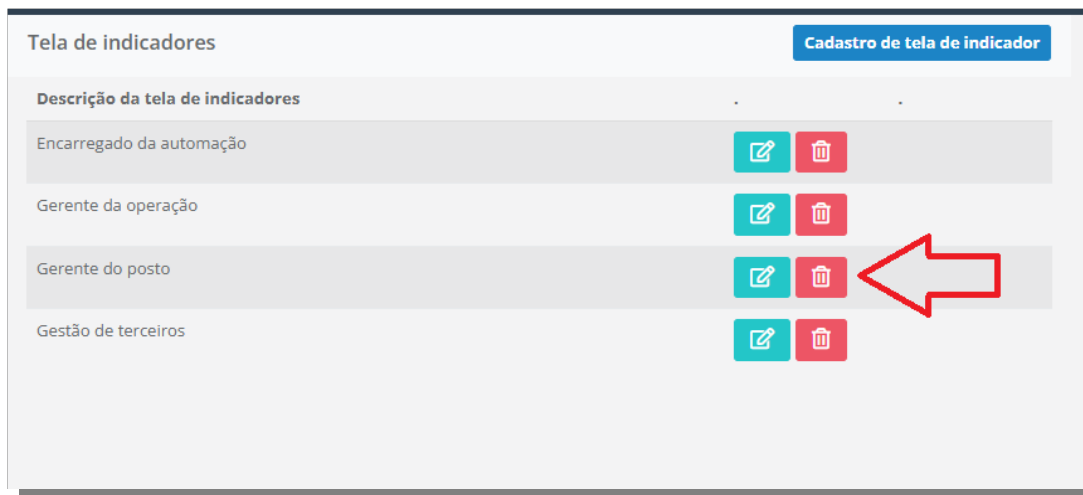 Tela de indicadores
Cadastro de tela de indicador
Descrição da tela de indicadores . .
Encarregado da automação
Gerente da operação
Gerente do posto
Gestão de terceiros